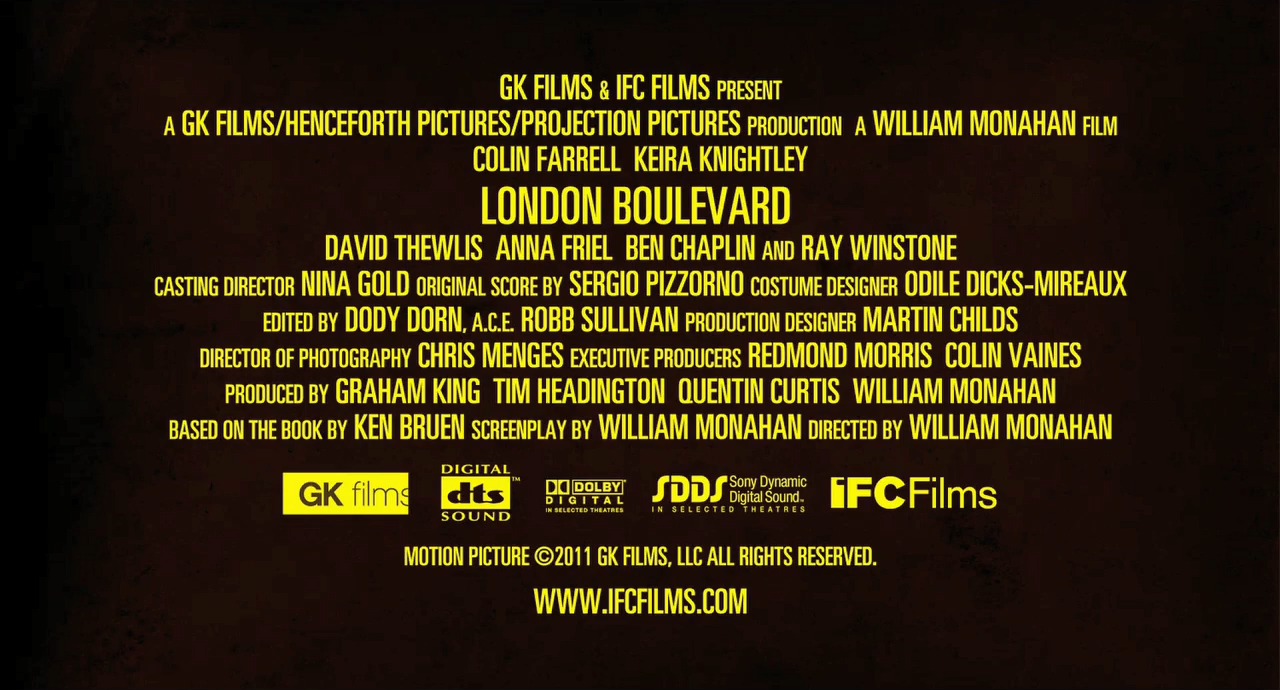 GK FILMS & IFC FILMS PRESENT
A GK FILMS/HENCEFORTH PICTURES/PROJECTION PICTURES PRODUCTION A WILLIAM MONAHAN FILM
COLIN FARRELL KEIRA KNIGHTLEY
LONDON BOULEVARD
DAVID THEWLIS ANNA FRIEL BEN CHAPLIN AND RAY WINSTONE
CASTING DIRECTOR NINA GOLD ORIGINAL SCORE BY SERGIO PIZZORNO COSTUME DESIGNER ODILE DICKS-MIREAUX
EDITED BY DODY DORN, A.C.E. ROBB SULLIVAN PRODUCTION DESIGNER MARTIN CHILDS
DIRECTOR OF PHOTOGRAPHY CHRIS MENGES EXECUTIVE PRODUCERS REDMOND MORRIS COLIN VAINES
PRODUCED BY GRAHAM KING TIM HEADINGTON QUENTIN CURTIS WILLIAM MONAHAN
BASED ON THE BOOK BY KEN BRUEN SCREENPLAY BY WILLIAM MONAHAN DIRECTED BY WILLIAM MONAHAN
GK films
DIGITAL
dts™
SOUND
DOLBY
DIGITAL
IN SELECTED THEATRES
SDDS Sony Dynamic
Digital Sound™
IN SELECTED THEATRES
iFC Films
MOTION PICTURE ©2011 GK FILMS, LLC ALL RIGHTS RESERVED.
WWW.IFCFILMS.COM